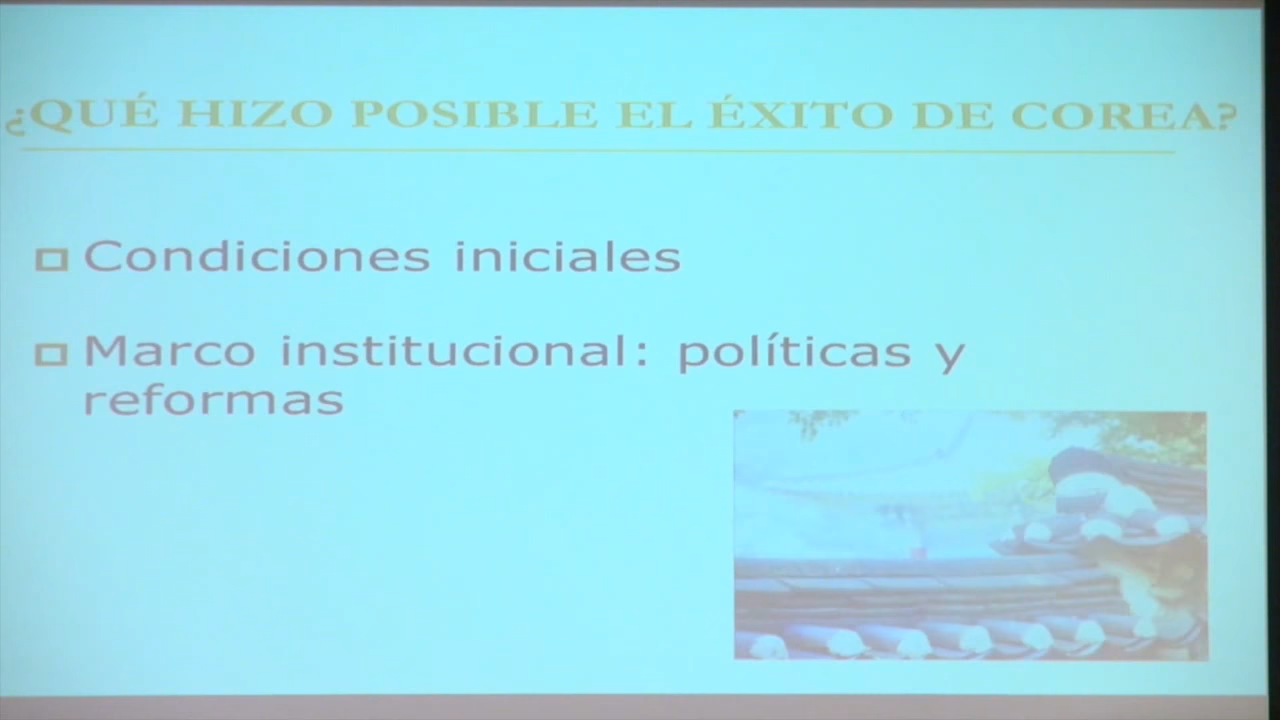 ¿QUÉ HIZO POSIBLE EL ÉXITO DE COREA?
Condiciones iniciales
Marco institucional: políticas y
reformas